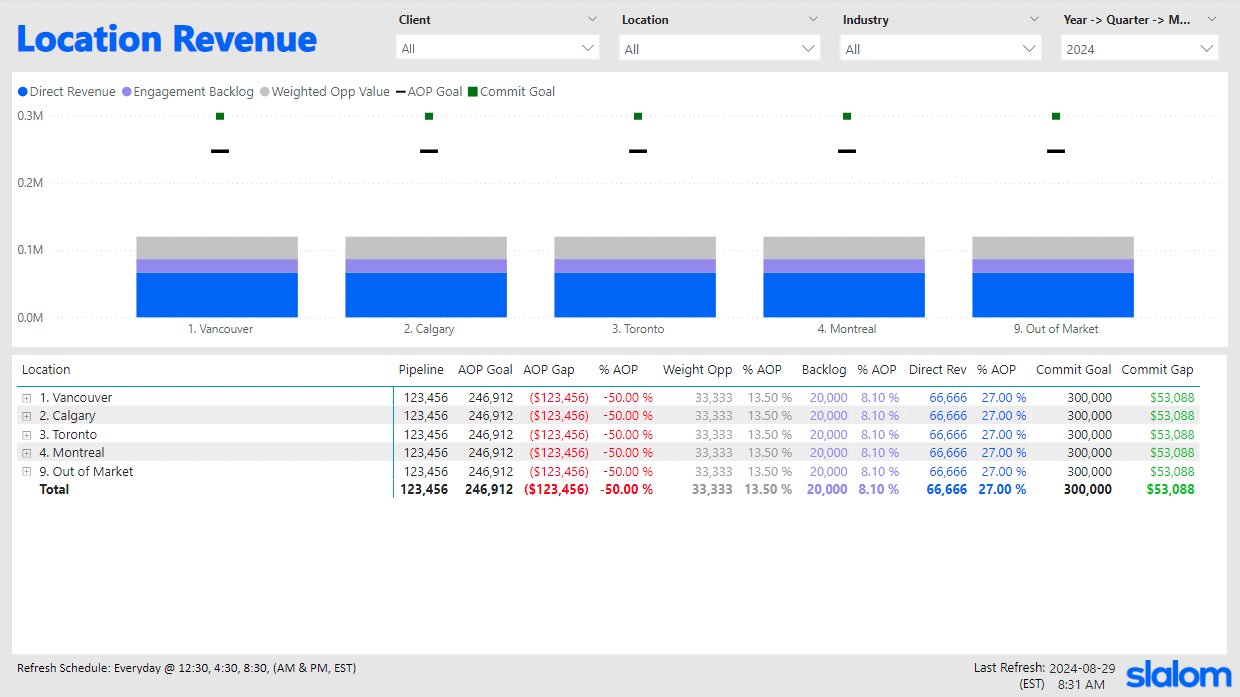 Location Revenue
Client
All
Location
All
Industry
All
Year -> Quarter -> M...
2024
Direct Revenue Engagement Backlog Weighted Opp Value AOP Goal Commit Goal
0.3M
0.2M
0.1M
0.0M
1. Vancouver 2. Calgary 3. Toronto 4. Montreal 9. Out of Market
Location Pipeline AOP Goal AOP Gap % AOP Weight Opp % AOP Backlog % AOP Direct Rev % AOP Commit Goal Commit Gap
1. Vancouver 123,456 246,912 ($123,456) -50.00 % 33,333 13.50 % 20,000 8.10 % 66,666 27.00 % 300,000 $53,088
2. Calgary 123,456 246,912 ($123,456) -50.00 % 33,333 13.50 % 20,000 8.10 % 66,666 27.00 % 300,000 $53,088
3. Toronto 123,456 246,912 ($123,456) -50.00 % 33,333 13.50 % 20,000 8.10 % 66,666 27.00 % 300,000 $53,088
4. Montreal 123,456 246,912 ($123,456) -50.00 % 33,333 13.50 % 20,000 8.10 % 66,666 27.00 % 300,000 $53,088
9. Out of Market 123,456 246,912 ($123,456) -50.00 % 33,333 13.50 % 20,000 8.10 % 66,666 27.00 % 300,000 $53,088
Total 123,456 246,912 ($123,456) -50.00 % 33,333 13.50 % 20,000 8.10 % 66,666 27.00 % 300,000 $53,088
Refresh Schedule: Everyday @ 12:30, 4:30, 8:30, (AM & PM, EST)
Last Refresh: 2024-08-29
(EST) 8:31 AM
slalom